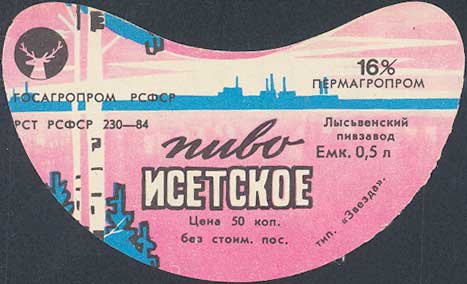 16%
ПЕРМАГРОПРОМ
ГОСАГРОПРОМ РСФСР
РСТ РСФСР 230—84
Лысьвенский
пивзавод
Емк. 0,5 л
пиво
ИСЕТСКОЕ
Цена 50 коп.
без стоим. пос.
тип. «Звезда».